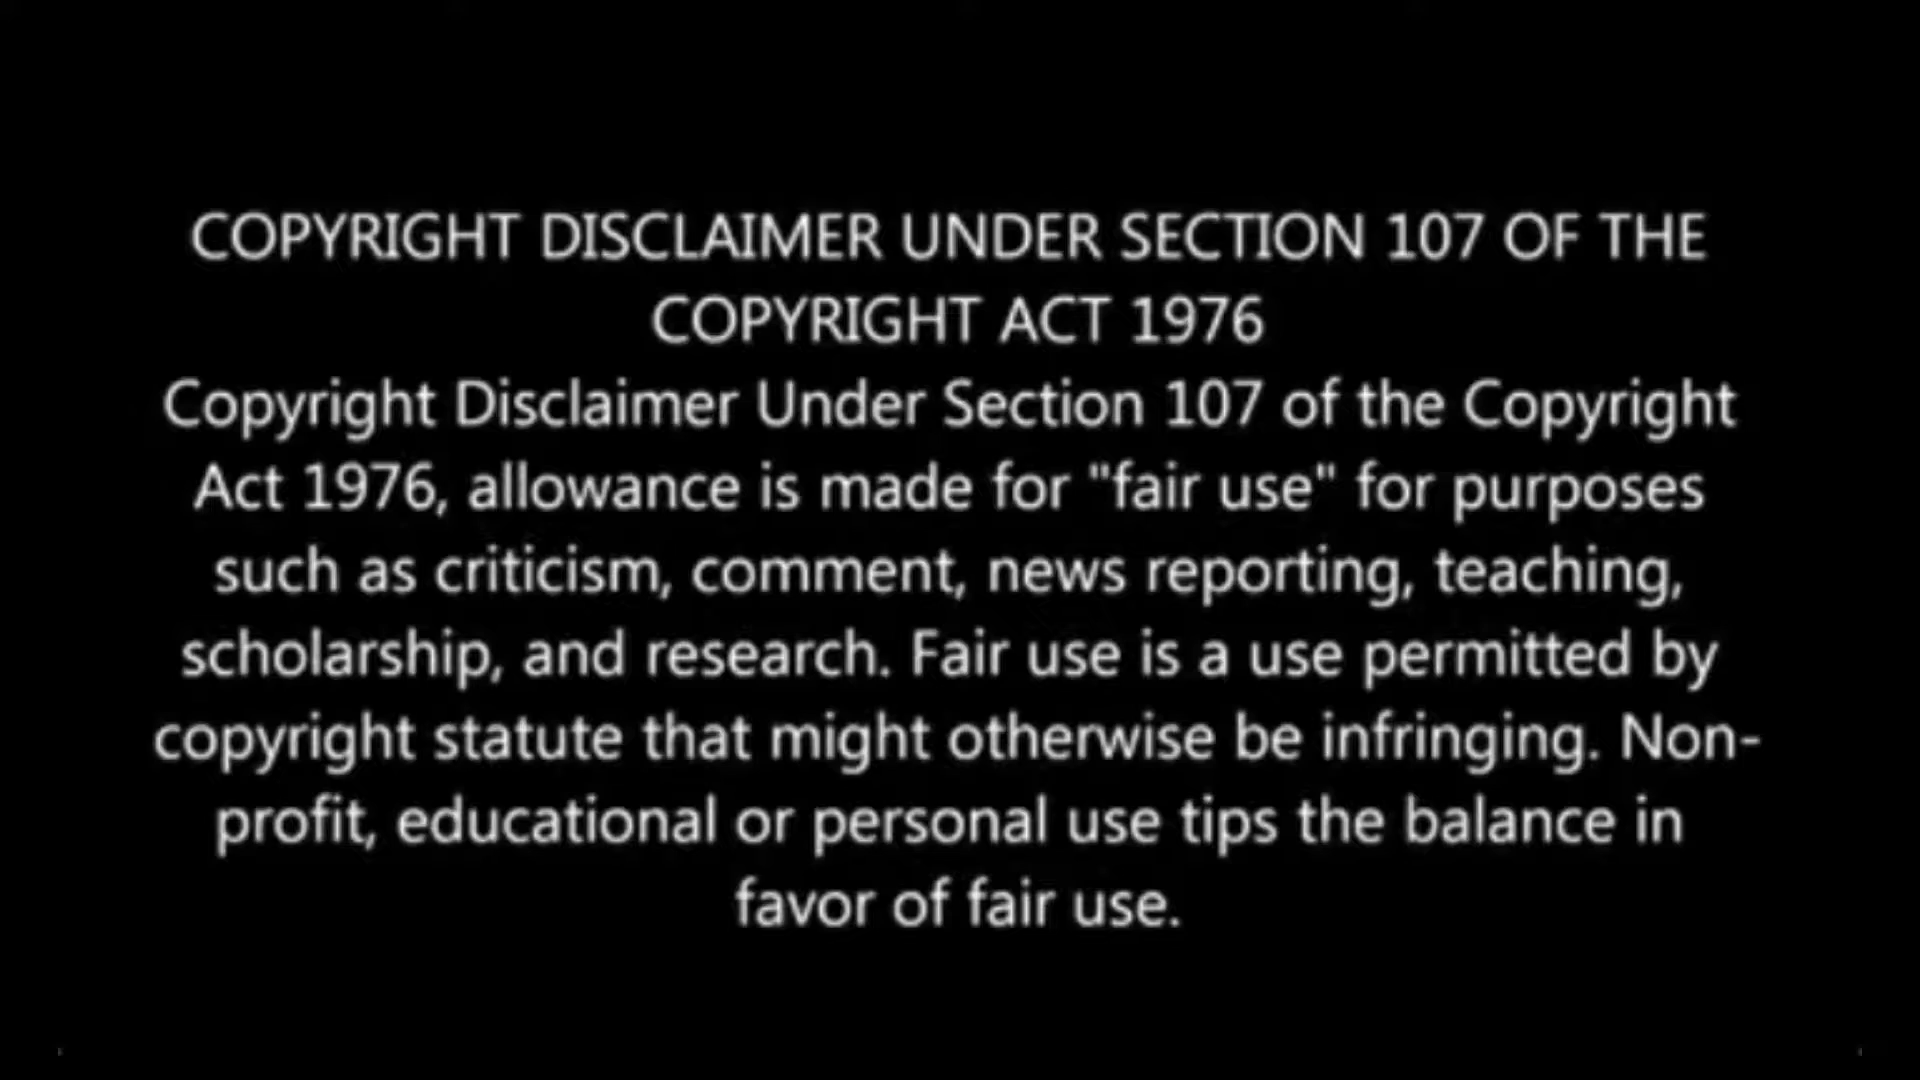 COPYRIGHT DISCLAIMER UNDER SECTION 107 OF THE
COPYRIGHT ACT 1976
Copyright Disclaimer Under Section 107 of the Copyright
Act 1976, allowance is made for "fair use" for purposes
such as criticism, comment, news reporting, teaching,
scholarship, and research. Fair use is a use permitted by
copyright statute that might otherwise be infringing. Non-
profit, educational or personal use tips the balance in
favor of fair use.